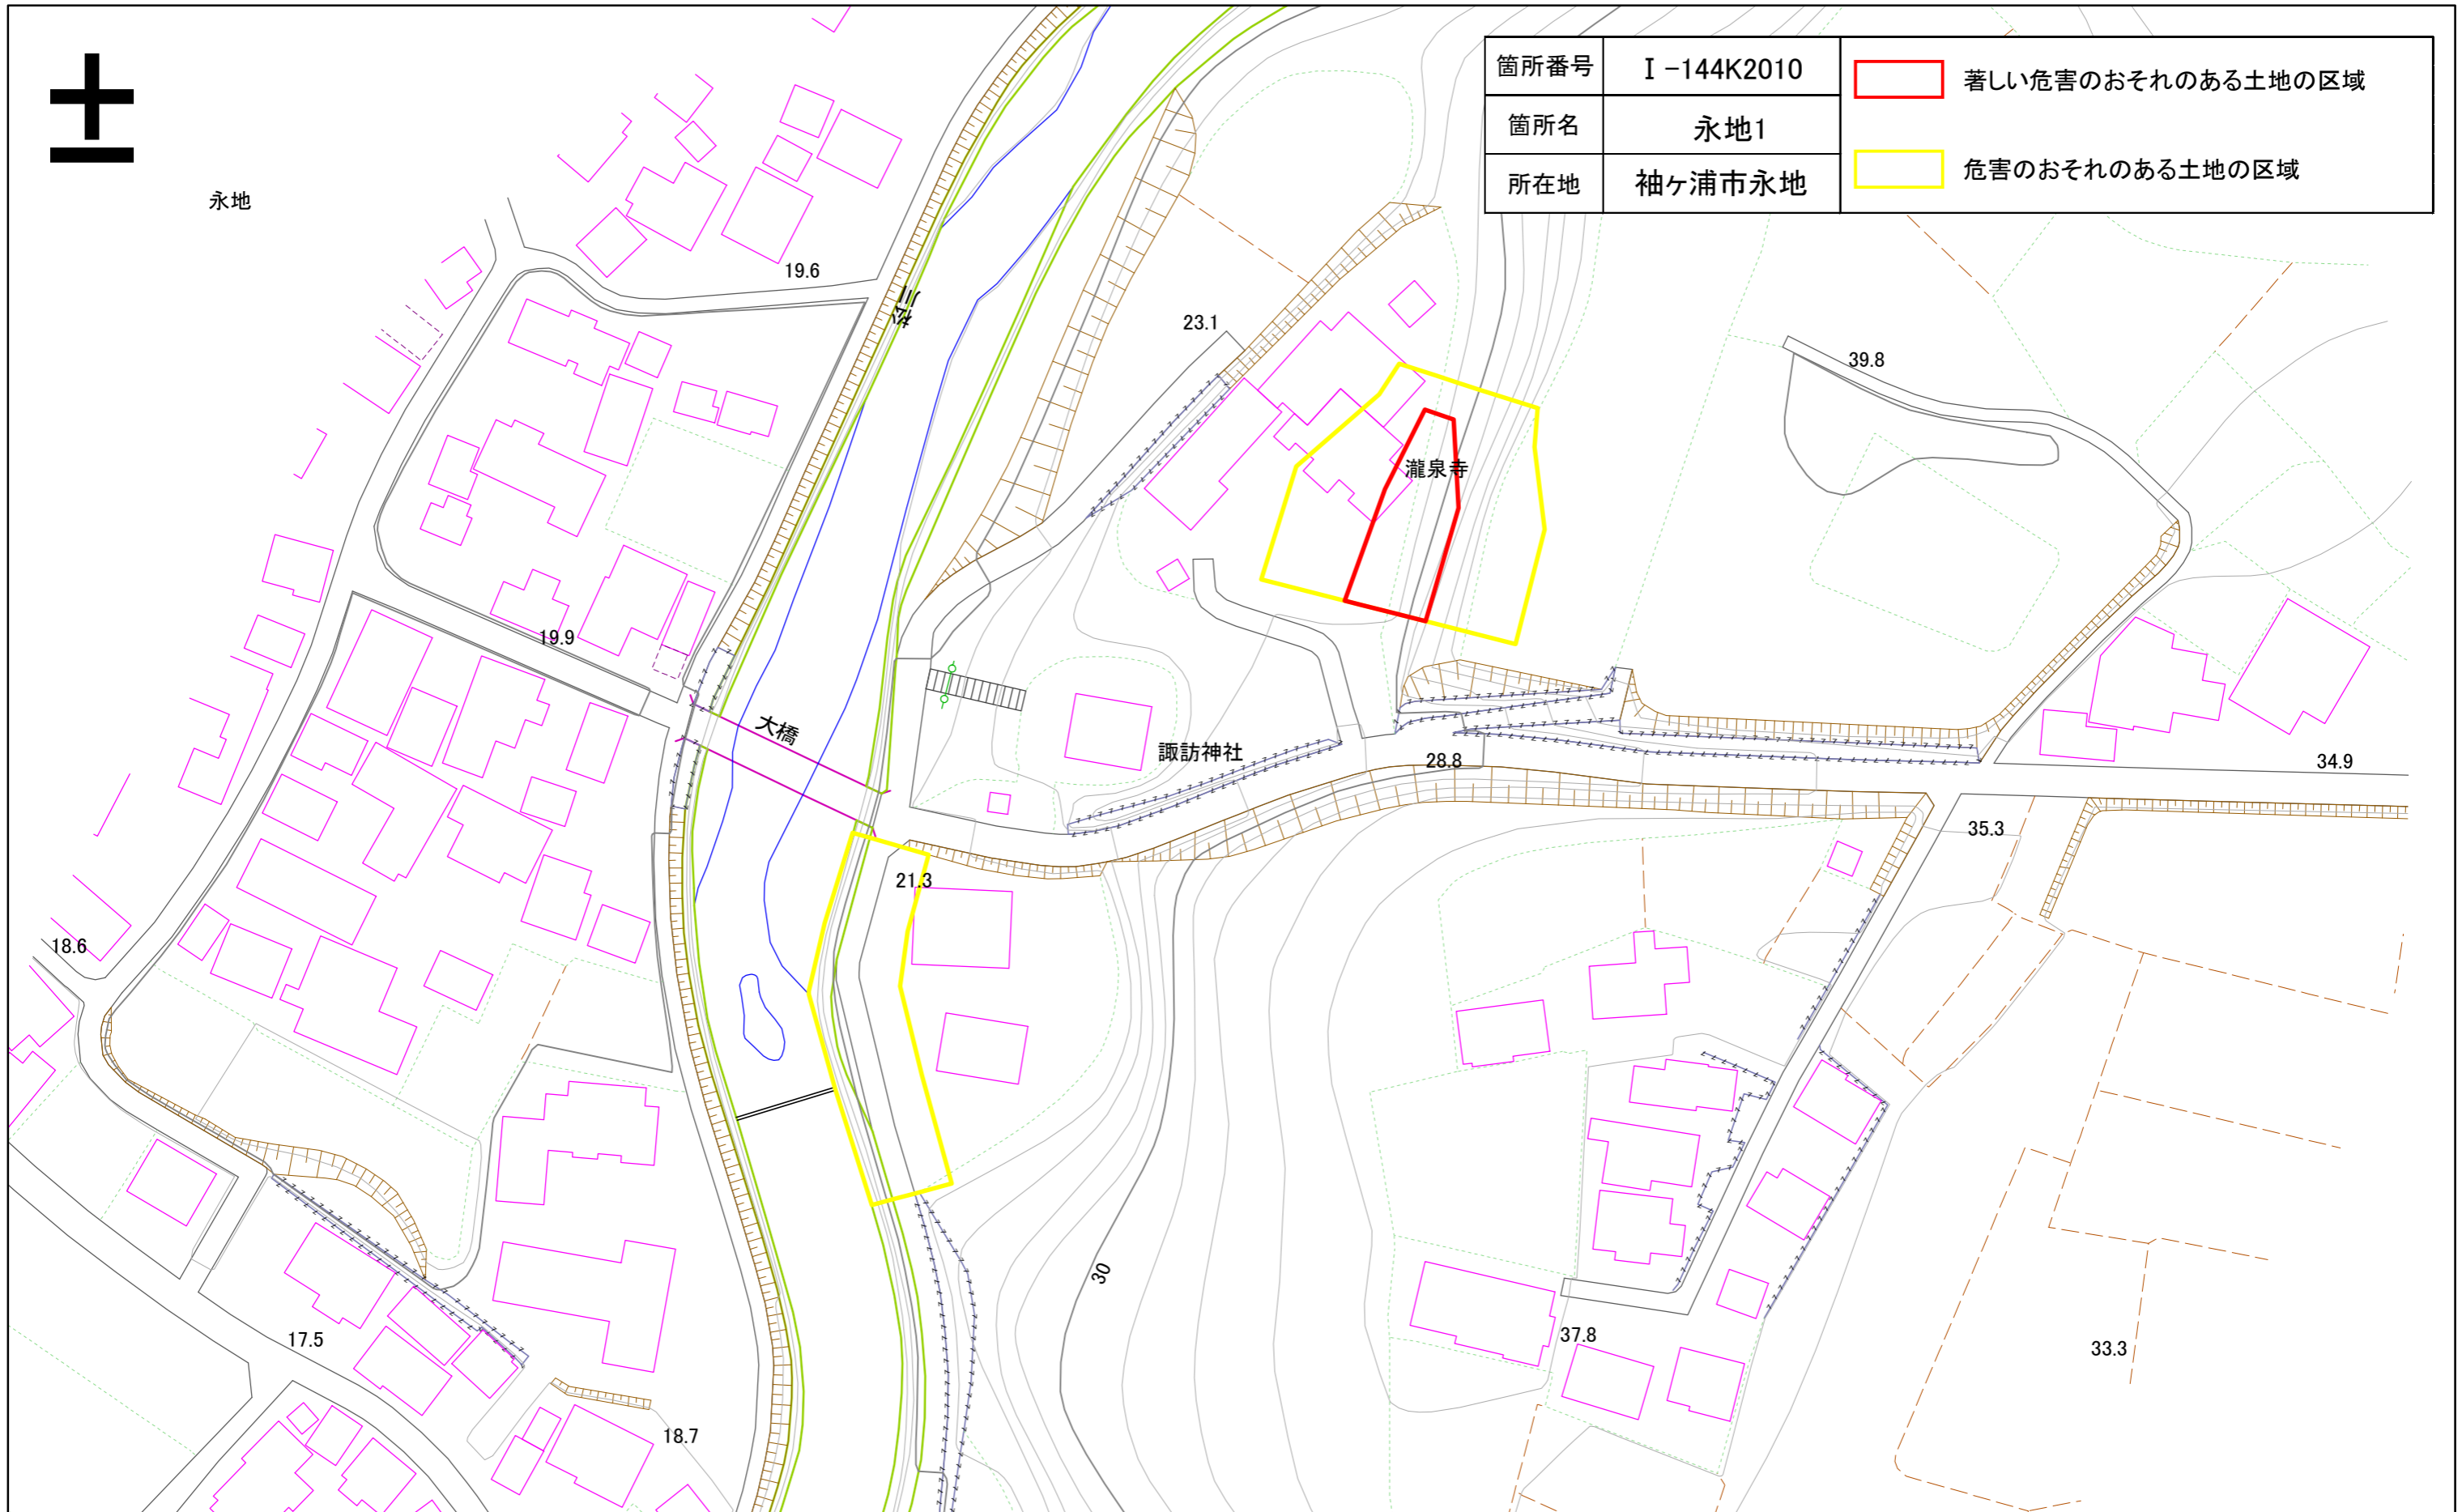 箇所番号 Ⅰ-144K2010
箇所名 永地1
所在地 袖ヶ浦市永地
著しい危害のおそれのある土地の区域
危害のおそれのある土地の区域
永地
19.6
松川
23.1
39.8
瀧泉寺
19.9
大橋
諏訪神社
28.8
34.9
35.3
21.3
18.6
30
17.5
37.8
33.3
18.7